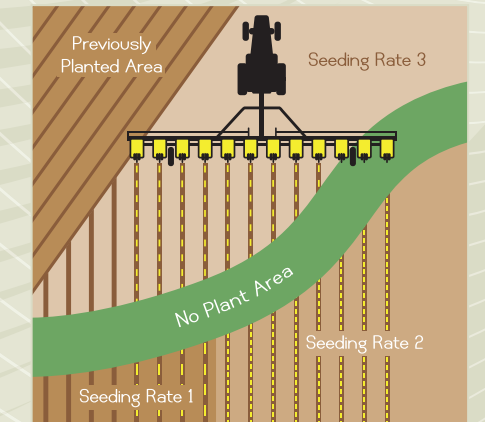 Previously
Planted Area
Seeding Rate 3
No Plant Area
Seeding Rate 2
Seeding Rate 1